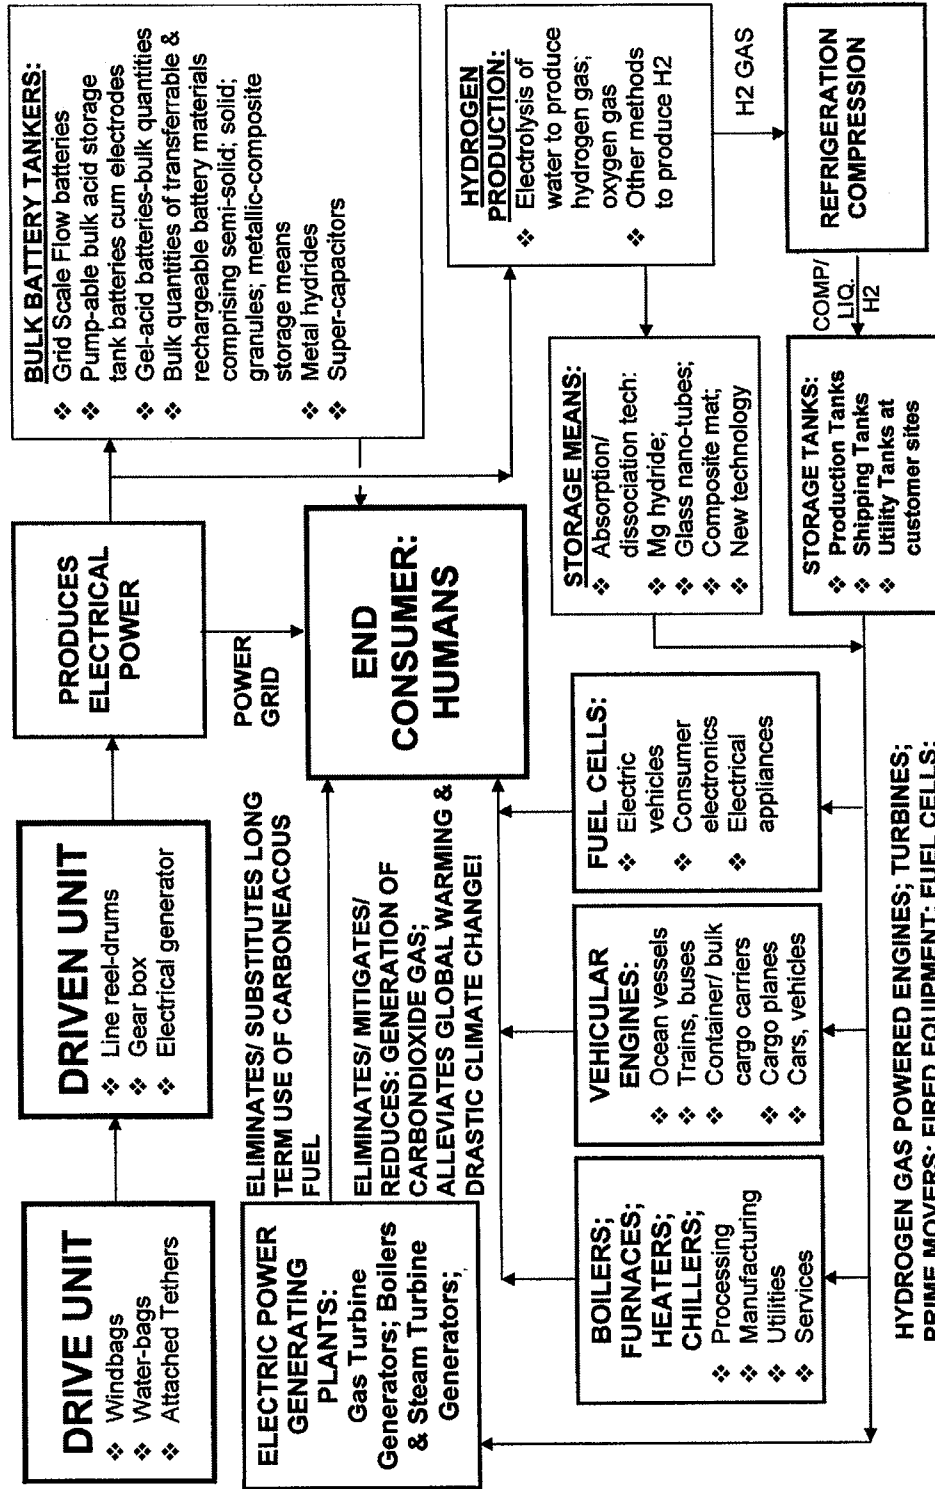 DRIVE UNIT
❖ Windbags
❖ Water-bags
❖ Attached Tethers
DRIVEN UNIT
❖ Line reel-drums
❖ Gear box
❖ Electrical generator
PRODUCES
ELECTRICAL
POWER
BULK BATTERY TANKERS:
❖ Grid Scale Flow batteries
❖ Pump-able bulk acid storage
tank batteries cum electrodes
❖ Gel-acid batteries-bulk quantities
❖ Bulk quantities of transferrable &
rechargeable battery materials
comprising semi-solid; solid;
granules; metallic-composite
storage means
❖ Metal hydrides
❖ Super-capacitors
ELIMINATES/ SUBSTITUTES LONG
TERM USE OF CARBONEACOUS
FUEL
POWER
GRID
ELECTRIC POWER
GENERATING
PLANTS:
Gas Turbine
Generators; Boilers
& Steam Turbine
Generators;
ELIMINATES/ MITIGATES/
REDUCES: GENERATION OF
CARBONDIOXIDE GAS;
ALLEVIATES GLOBAL WARMING &
DRASTIC CLIMATE CHANGE!
END
CONSUMER:
HUMANS
HYDROGEN
PRODUCTION:
❖ Electrolysis of
water to produce
hydrogen gas;
oxygen gas
❖ Other methods
to produce H2
BOILERS;
FURNACES;
HEATERS;
CHILLERS;
❖ Processing
❖ Manufacturing
❖ Utilities
❖ Services
VEHICULAR
ENGINES:
❖ Ocean vessels
❖ Trains, buses
❖ Container/ bulk
cargo carriers
❖ Cargo planes
❖ Cars, vehicles
FUEL CELLS:
❖ Electric
vehicles
❖ Consumer
electronics
❖ Electrical
appliances
STORAGE MEANS:
❖ Absorption/
dissociation tech:
❖ Mg hydride;
❖ Glass nano-tubes;
❖ Composite mat;
❖ New technology
H2 GAS
STORAGE TANKS:
❖ Production Tanks
❖ Shipping Tanks
❖ Utility Tanks at
customer sites
COMP/
LIQ.
H2
REFRIGERATION
COMPRESSION
HYDROGEN GAS POWERED ENGINES; TURBINES;
PRIME MOVERS; FIRED EQUIPMENT; FUEL CELLS;